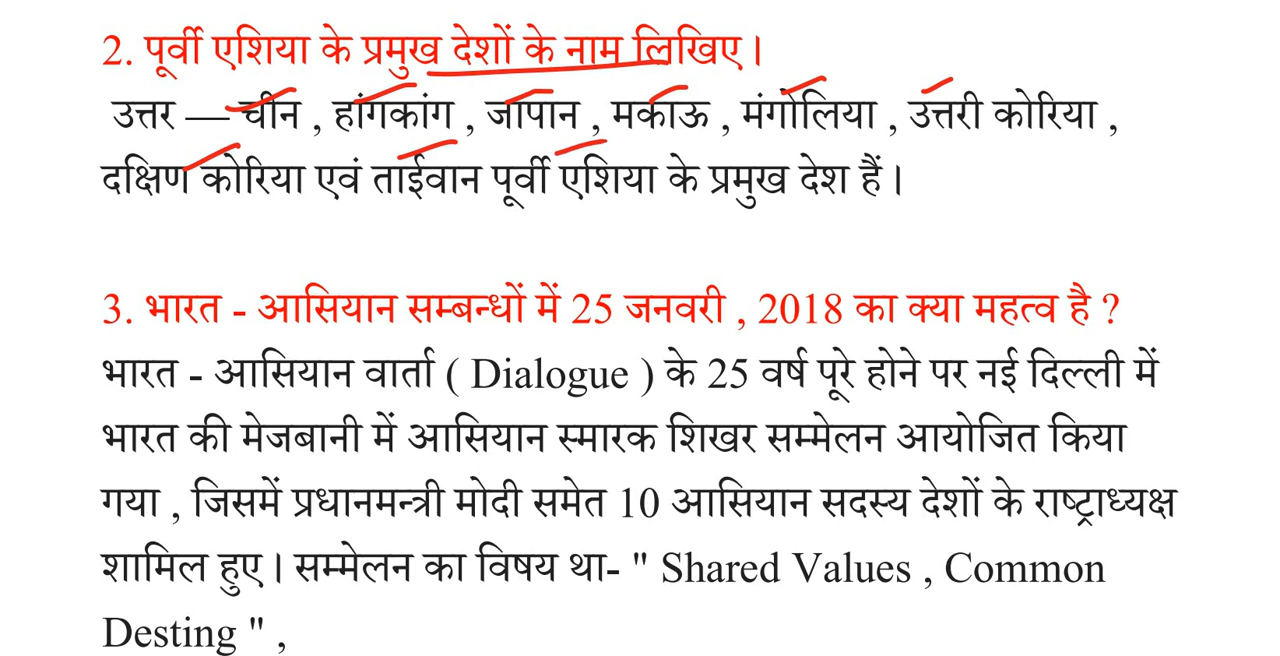 2. पूर्वी एशिया के प्रमुख देशों के नाम लिखिए।
उत्तर — चीन , हांगकांग , जापान , मकाऊ , मंगोलिया , उत्तरी कोरिया ,
दक्षिण कोरिया एवं ताईवान पूर्वी एशिया के प्रमुख देश हैं।
3. भारत - आसियान सम्बन्धों में 25 जनवरी , 2018 का क्या महत्व है ?
भारत - आसियान वार्ता ( Dialogue ) के 25 वर्ष पूरे होने पर नई दिल्ली में
भारत की मेजबानी में आसियान स्मारक शिखर सम्मेलन आयोजित किया
गया , जिसमें प्रधानमन्त्री मोदी समेत 10 आसियान सदस्य देशों के राष्ट्राध्यक्ष
शामिल हुए। सम्मेलन का विषय था- " Shared Values , Common
Desting " ,